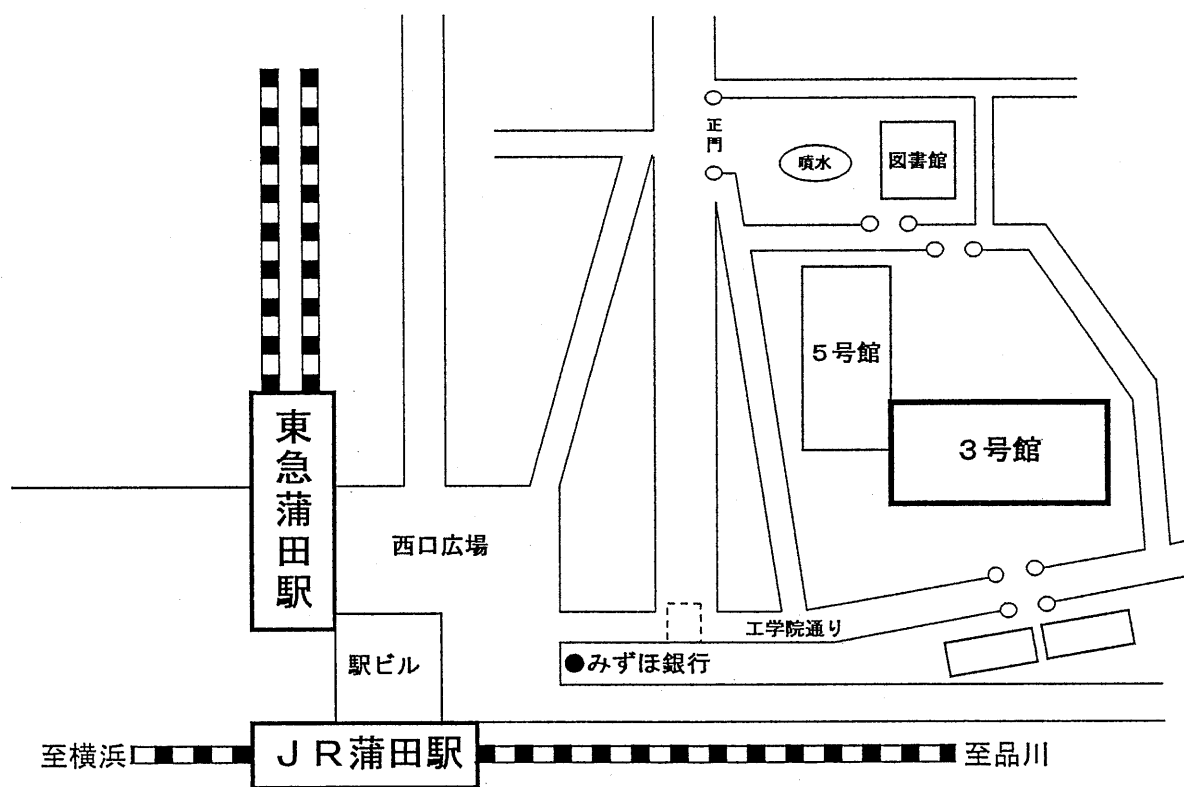 正門
噴水
図書館
5号館
3号館
東急蒲田駅
西口広場
工学院通り
駅ビル
●みずほ銀行
至横浜
JR蒲田駅
至品川